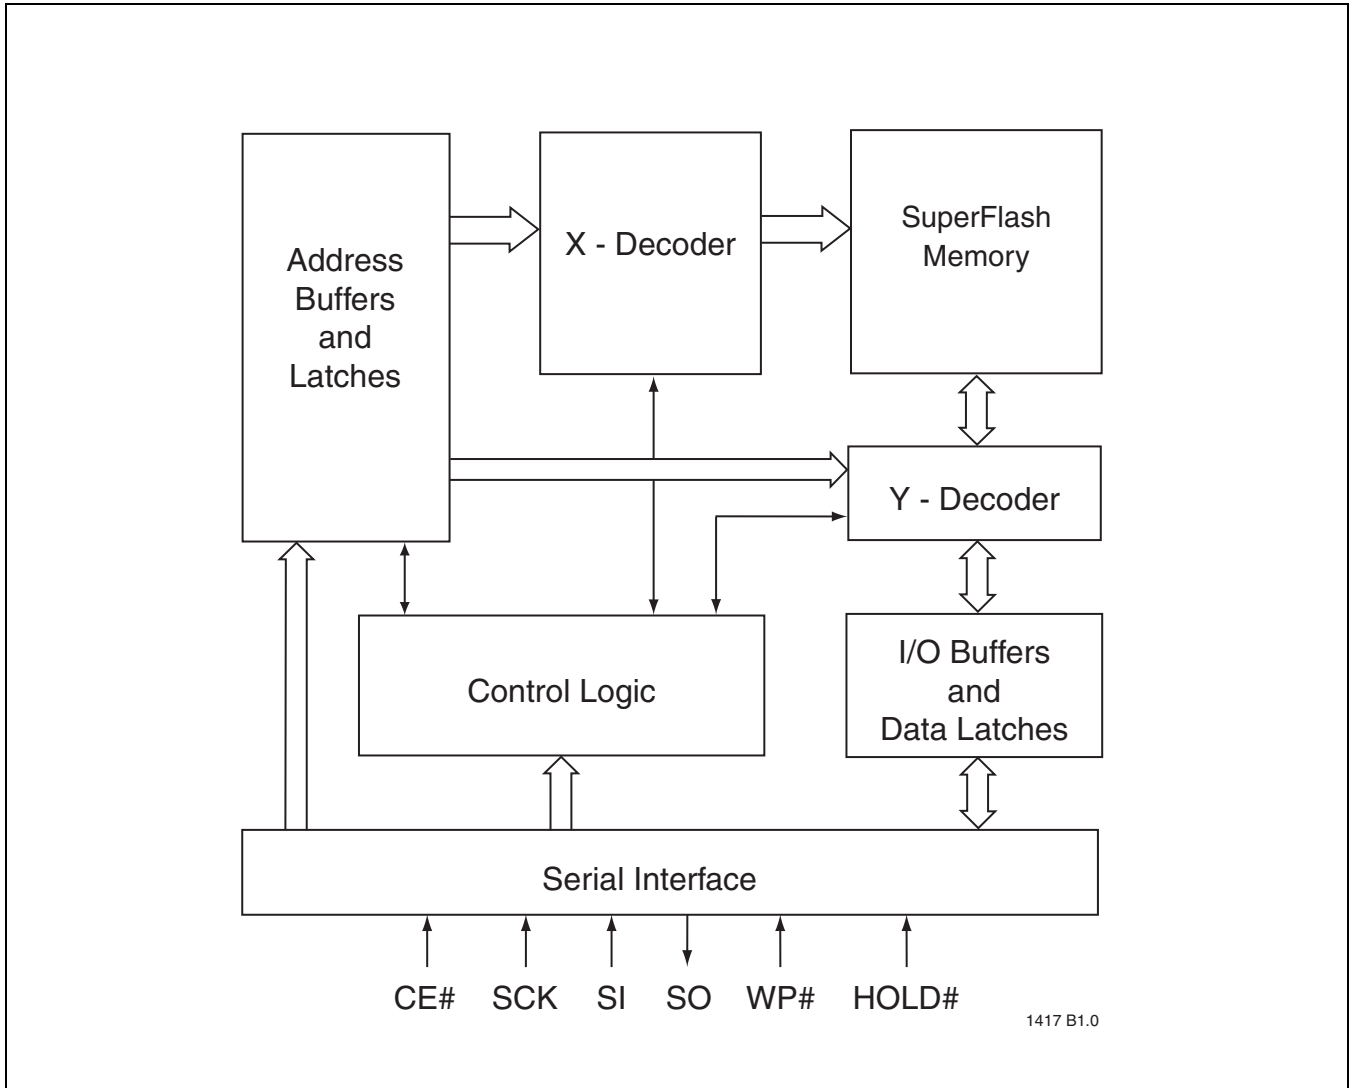 Address
Buffers
and
Latches
X - Decoder
SuperFlash
Memory
Y - Decoder
Control Logic
I/O Buffers
and
Data Latches
Serial Interface
CE# SCK SI SO WP# HOLD#
1417 B1.0